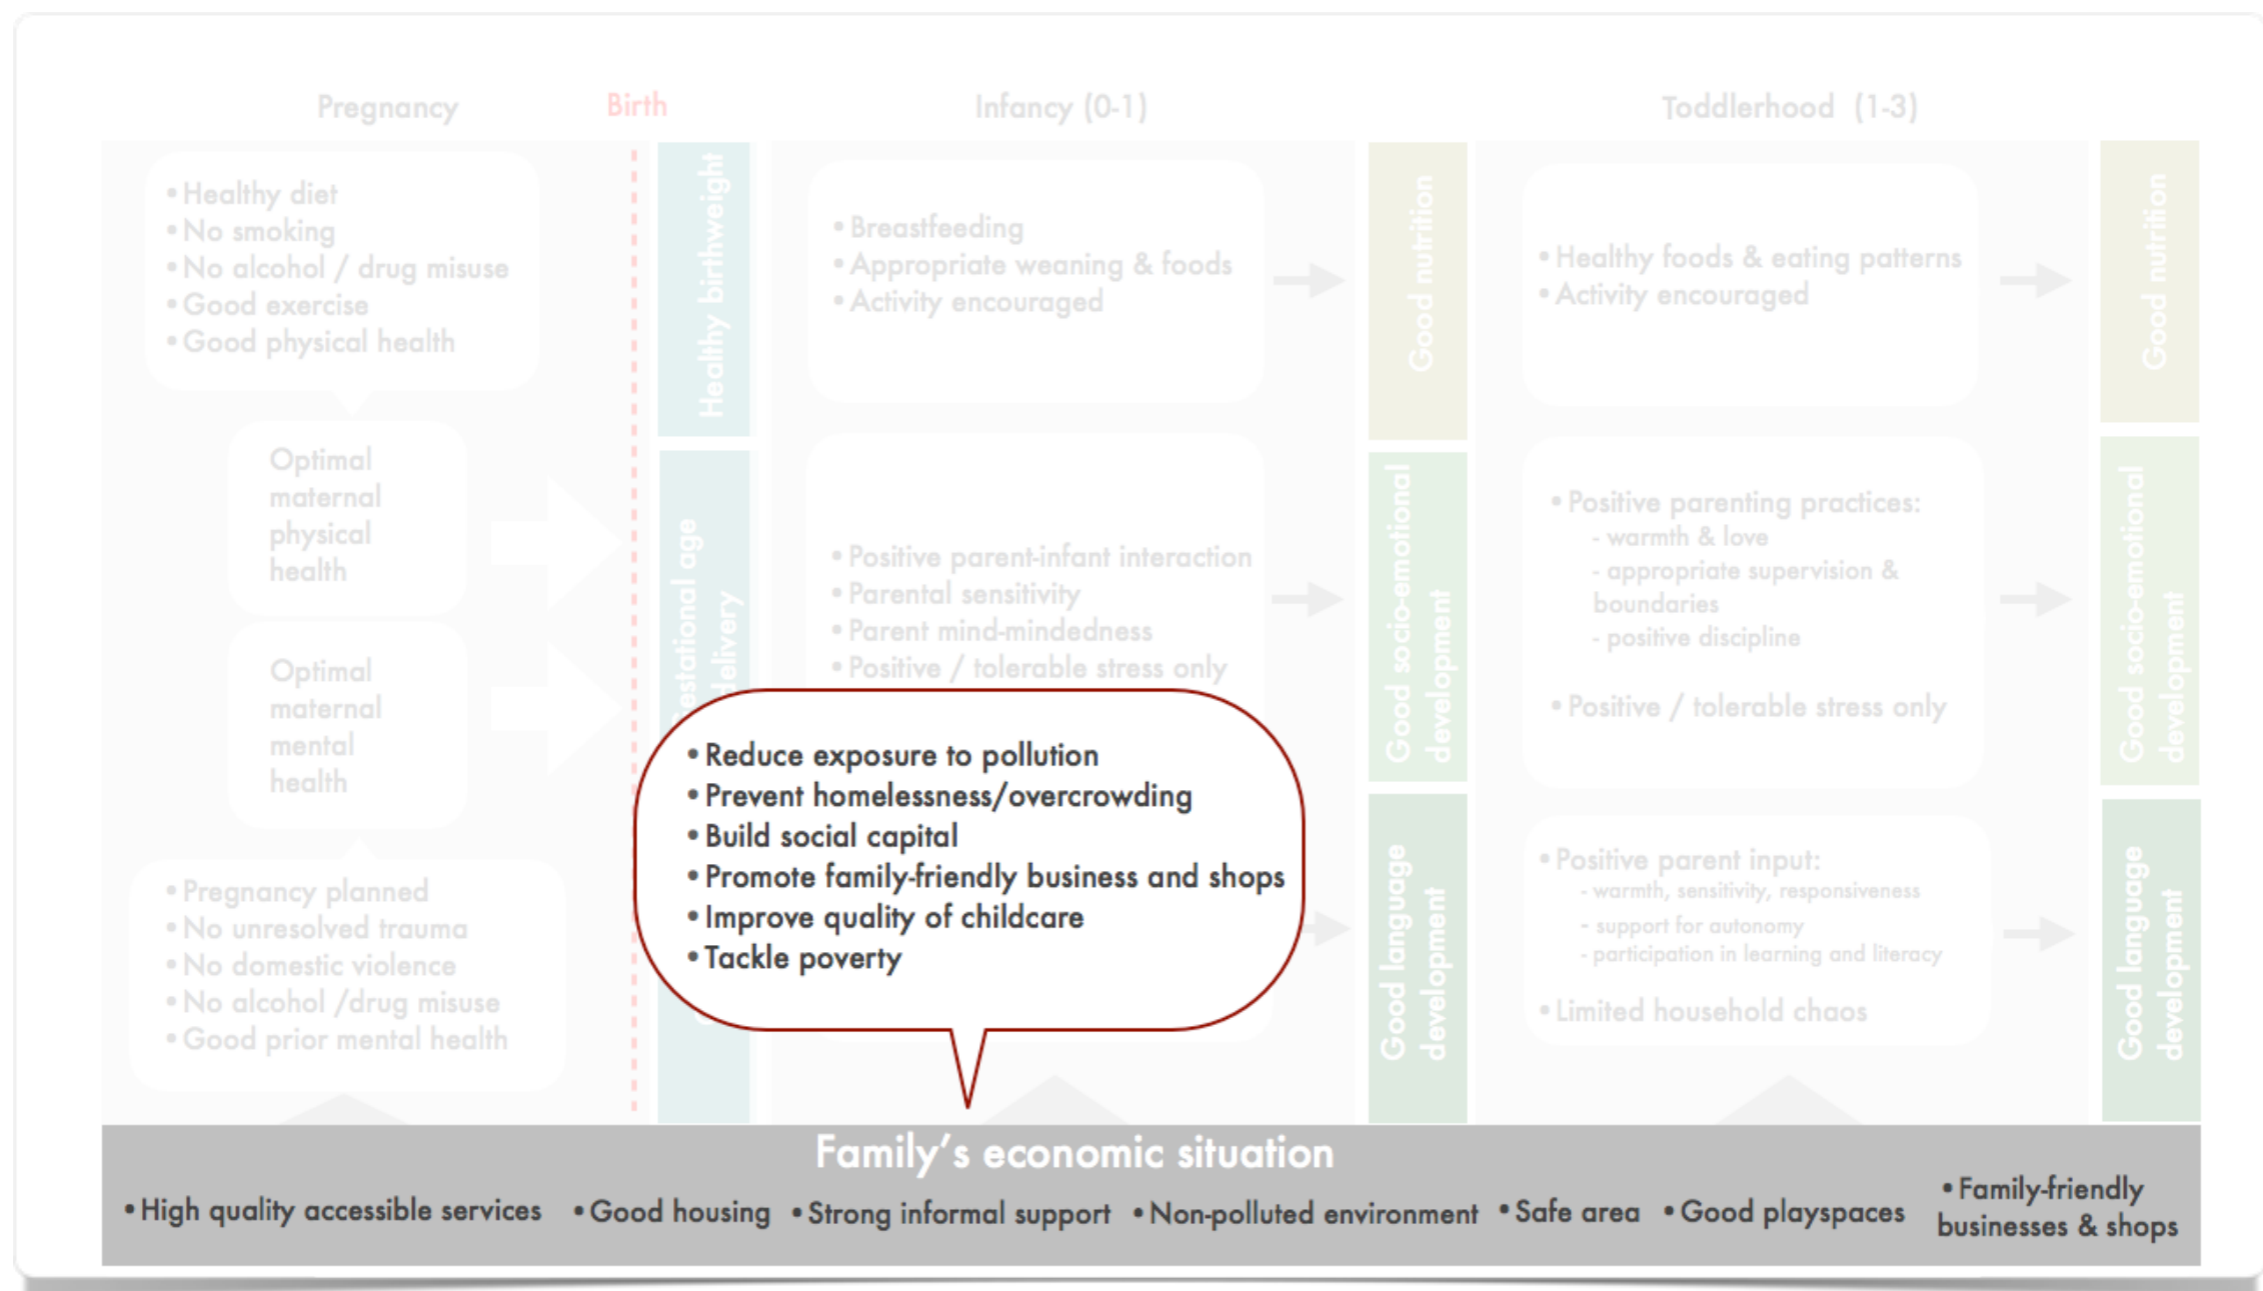 Pregnancy
Birth
Infancy (0-1)
Toddlerhood (1-3)
• Healthy diet
• No smoking
• No alcohol / drug misuse
• Good exercise
• Good physical health
Optimal
maternal
physical
health
Optimal
maternal
mental
health
• Pregnancy planned
• No unresolved trauma
• No domestic violence
• No alcohol /drug misuse
• Good prior mental health
Healthy birthweight
estational age
delivery
• Breastfeeding
• Appropriate weaning & foods
• Activity encouraged
• Positive parent-infant interaction
• Parental sensitivity
• Parent mind-mindedness
• Positive / tolerable stress only
• Reduce exposure to pollution
• Prevent homelessness/overcrowding
• Build social capital
• Promote family-friendly business and shops
• Improve quality of childcare
• Tackle poverty
Good nutrition
Good socio-emotional
development
Good language
development
• Healthy foods & eating patterns
• Activity encouraged
• Positive parenting practices:
- warmth & love
- appropriate supervision &
boundaries
- positive discipline
• Positive / tolerable stress only
• Positive parent input:
- warmth, sensitivity, responsiveness
- support for autonomy
- participation in learning and literacy
• Limited household chaos
Good nutrition
Good socio-emotional
development
Good language
development
Family's economic situation
• High quality accessible services
• Good housing
• Strong informal support
• Non-polluted environment
• Safe area
• Good playspaces
• Family-friendly
businesses & shops